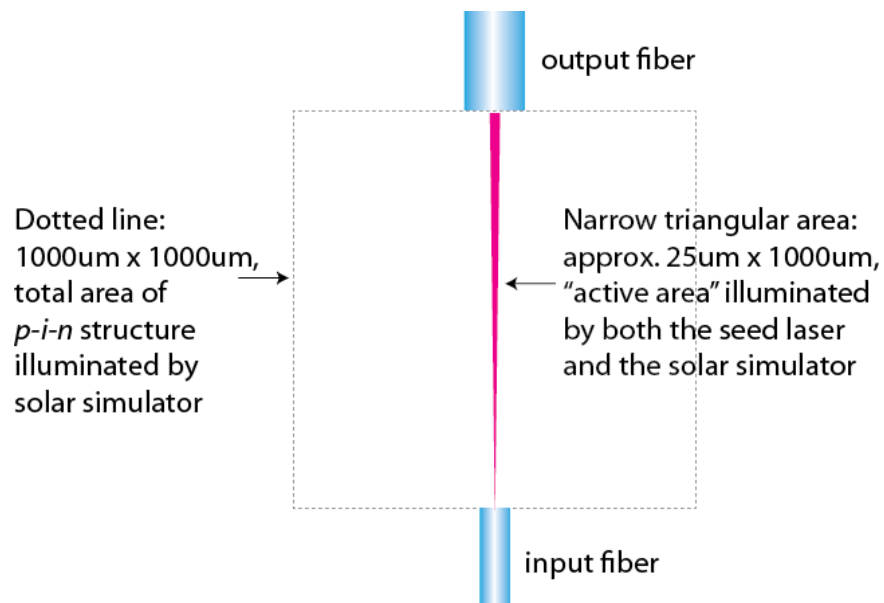 output fiber
Dotted line:
1000um x 1000um,
total area of
p-i-n structure
illuminated by
solar simulator
Narrow triangular area:
approx. 25um x 1000um,
“active area” illuminated
by both the seed laser
and the solar simulator
input fiber